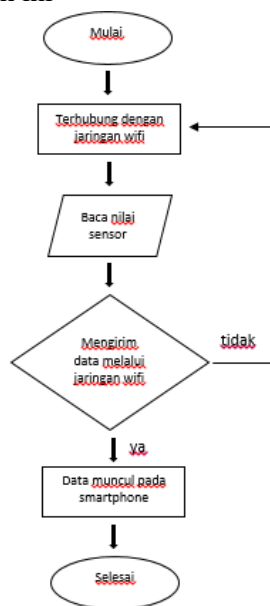 Mulai
Terhubung dengan
jaringan wifi
Baca nilai
sensor
Mengirim
data melalui
jaringan wifi
tidak
ya
Data muncul pada
smartphone
Selesai